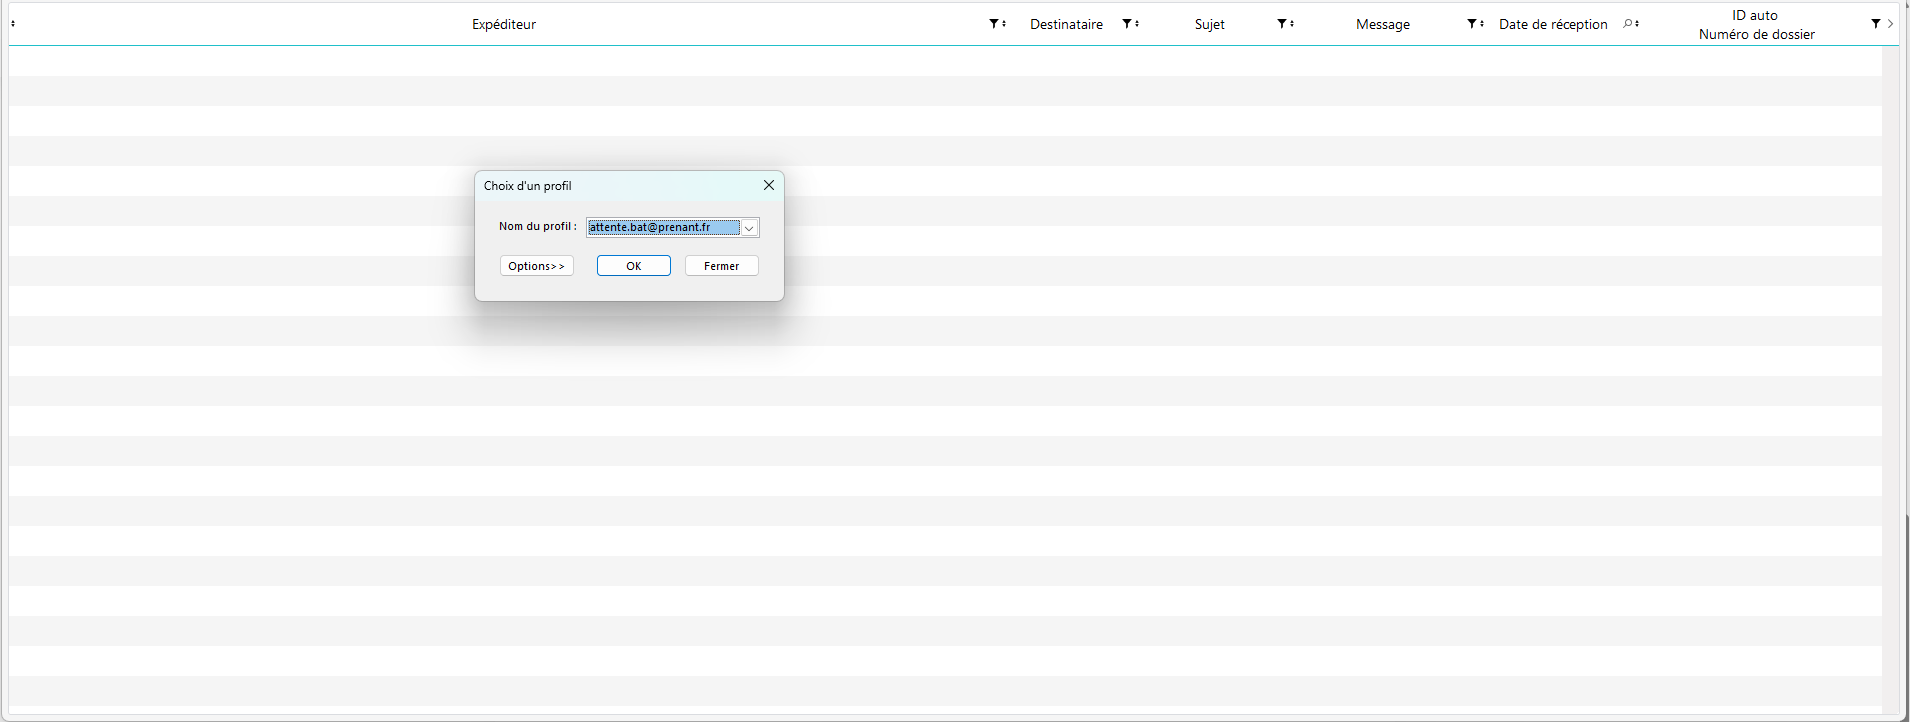 Expéditeur Destinataire Sujet Message Date de réception ID auto
Numéro de dossier
Choix d'un profil
Nom du profil : attente.bat@prenant.fr
Options>> OK Fermer